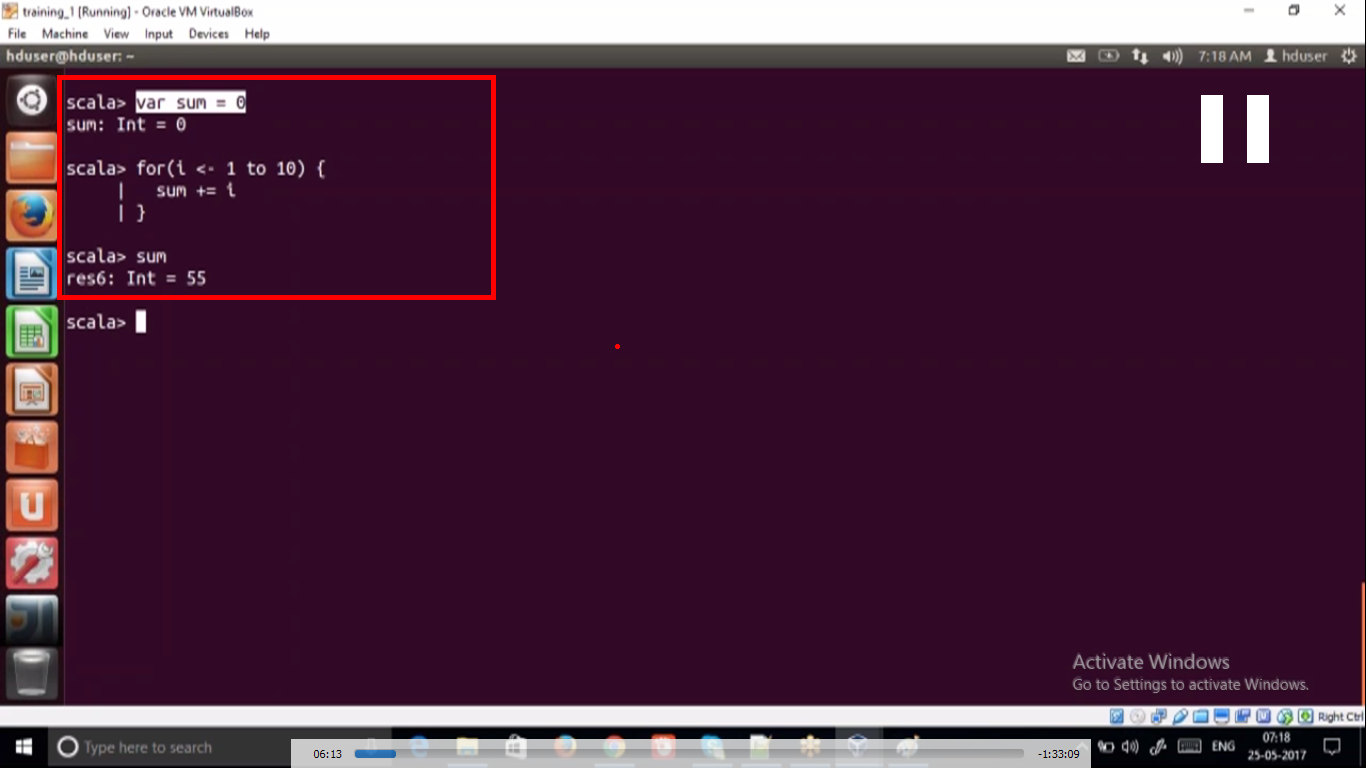 training_1 [Running] - Oracle VM VirtualBox
File Machine View Input Devices Help
hduser@hduser: ~
7:18 AM hduser
scala> var sum = 0
sum: Int = 0
scala> for(i <- 1 to 10) {
| sum += i
| }
scala> sum
res6: Int = 55
scala>
Activate Windows
Go to Settings to activate Windows.
Right Ctrl
Type here to search
06:13
-1:33:09
ENG
07:18
25-05-2017